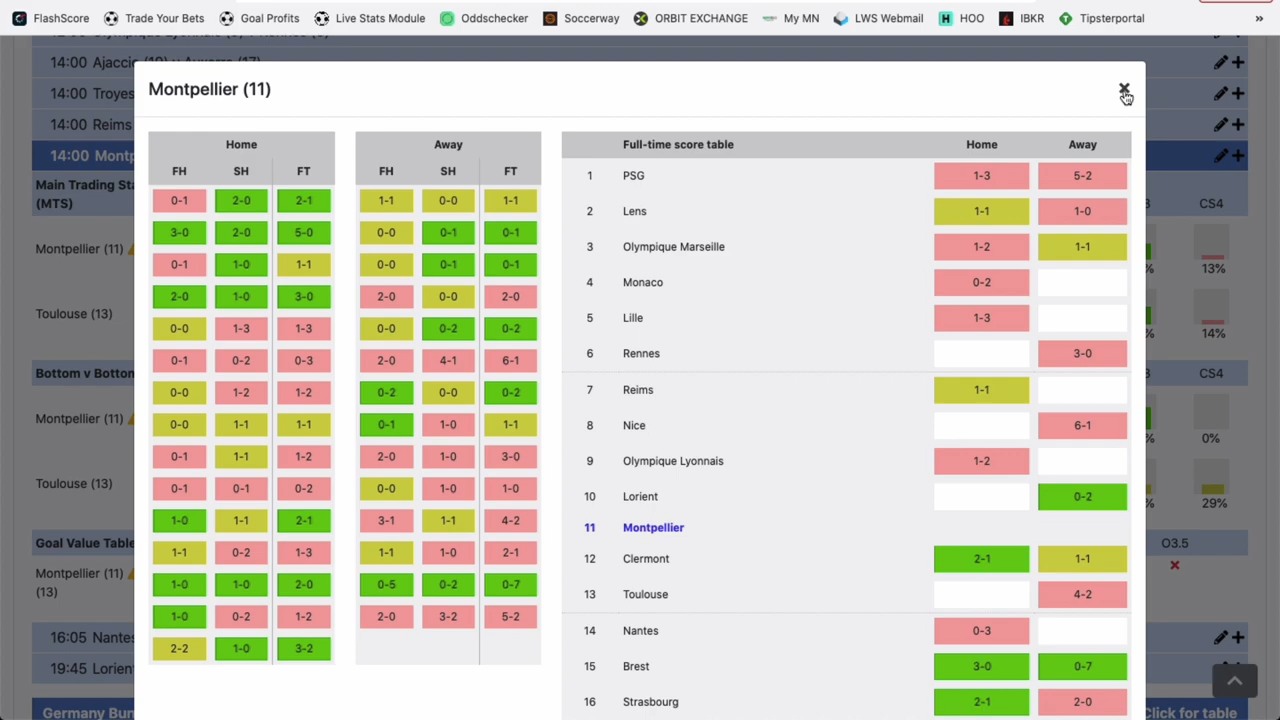 FlashScore Trade Your Bets Goal Profits Live Stats Module Oddschecker Soccerway ORBIT EXCHANGE My MN LWS Webmail HOO IBKR Tipsterportal »
14:00 Ajaccio
14:00 Troyes
14:00 Reims
14:00 Montp
Main Trading Sta
(MTS)
Montpellier (11)
Toulouse (13)
Bottom v Bottom
Montpellier (11)
Toulouse (13)
Goal Value Table
Montpellier (11)
(13)
16:05 Nantes
19:45 Lorient
Germany Bun
Montpellier (11)
Home
FH SH FT
0-1 2-0 2-1
3-0 2-0 5-0
0-1 1-0 1-1
2-0 1-0 3-0
0-0 1-3 1-3
0-1 0-2 0-3
0-0 1-2 1-2
0-0 1-1 1-1
0-1 1-1 1-2
0-1 0-1 0-2
1-0 1-1 2-1
1-1 0-2 1-3
1-0 1-0 2-0
1-0 0-2 1-2
2-2 1-0 3-2
Away
FH SH FT
1-1 0-0 1-1
0-0 0-1 0-1
0-0 0-1 0-1
2-0 0-0 2-0
0-0 0-2 0-2
2-0 4-1 6-1
0-2 0-0 0-2
0-1 1-0 1-1
2-0 1-0 3-0
0-0 1-0 1-0
3-1 1-1 4-2
1-1 1-0 2-1
0-5 0-2 0-7
2-0 3-2 5-2
Full-time score table Home Away
1 PSG 1-3 5-2
2 Lens 1-1 1-0
3 Olympique Marseille 1-2 1-1
4 Monaco 0-2
5 Lille 1-3
6 Rennes 3-0
7 Reims 1-1
8 Nice 6-1
9 Olympique Lyonnais 1-2
10 Lorient 0-2
11 Montpellier
12 Clermont 2-1 1-1
13 Toulouse 4-2
14 Nantes 0-3
15 Brest 3-0 0-7
16 Strasbourg 2-1 2-0
CS4
% 13%
% 14%
CS4
% 0%
% 29%
O3.5
Click for table